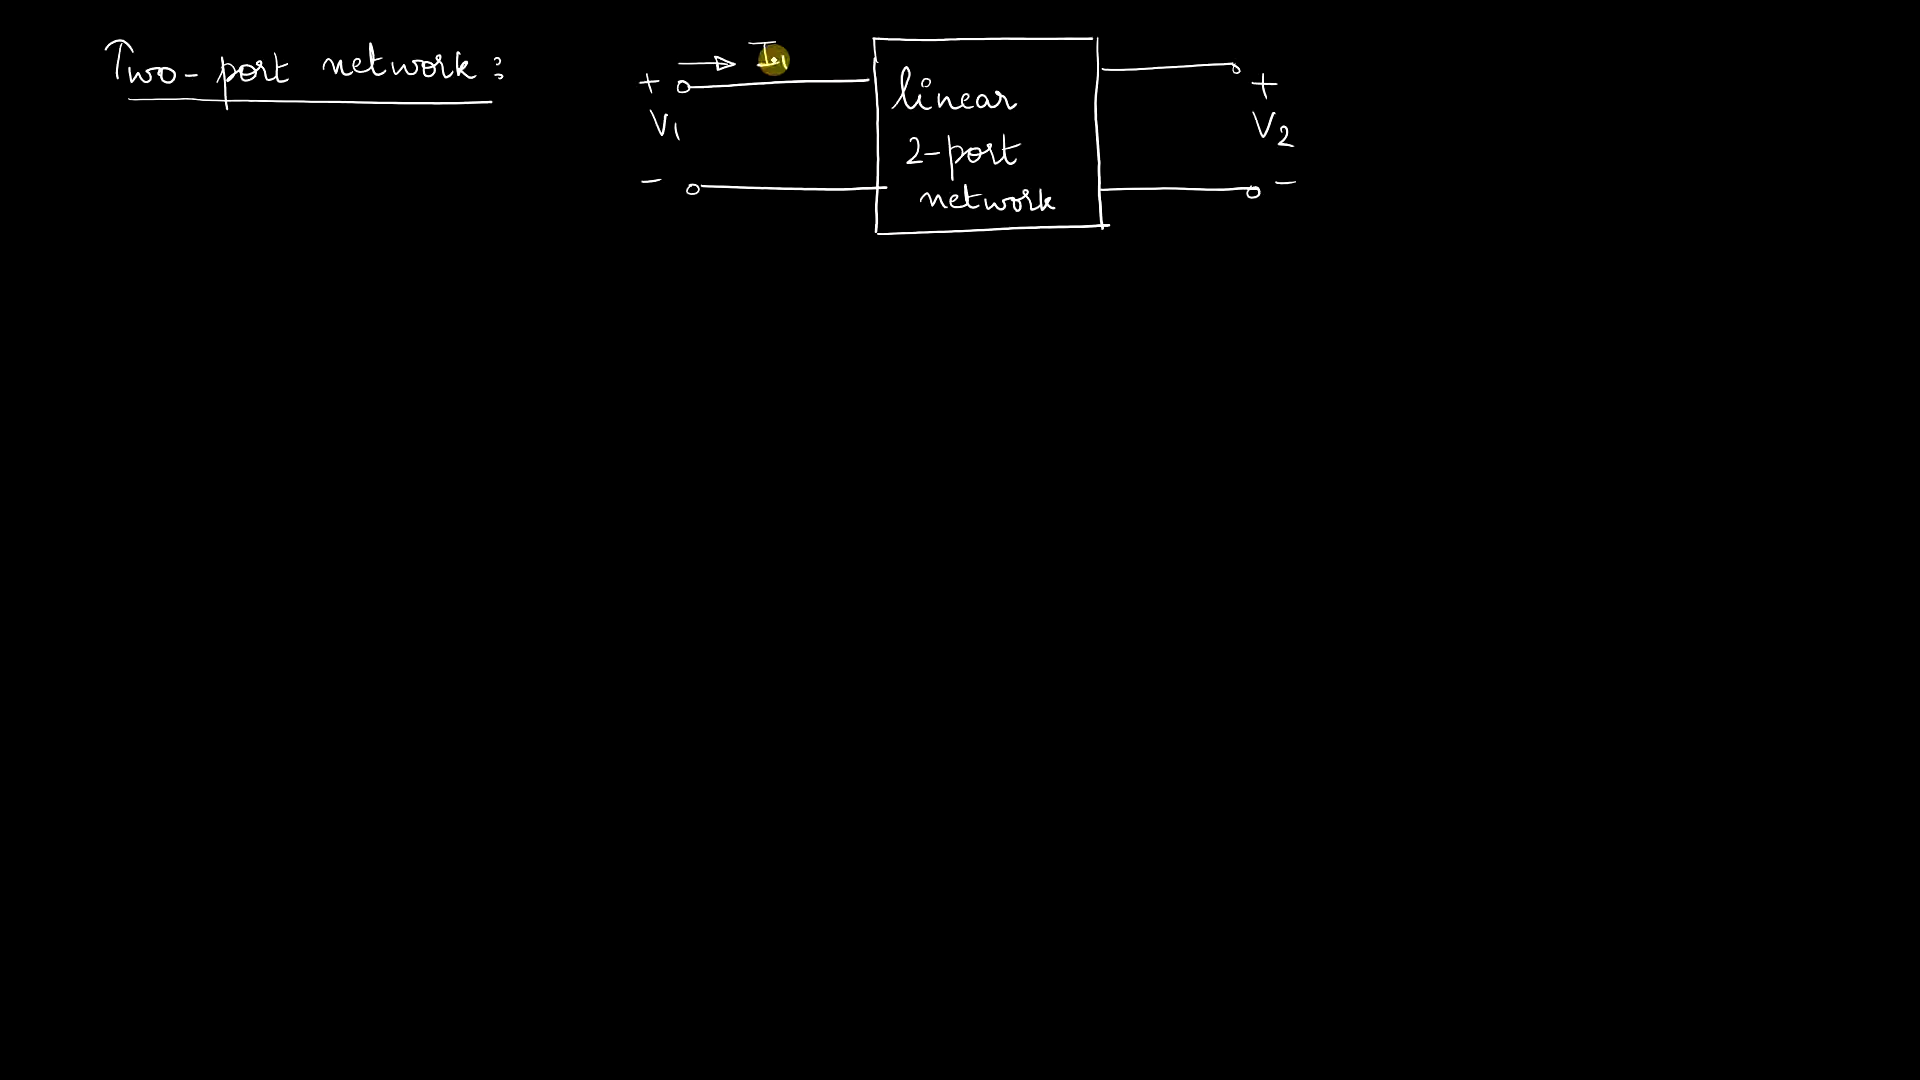 Two-port network:
I1
+
V1
-
linear
2-port
network
+
V2
-